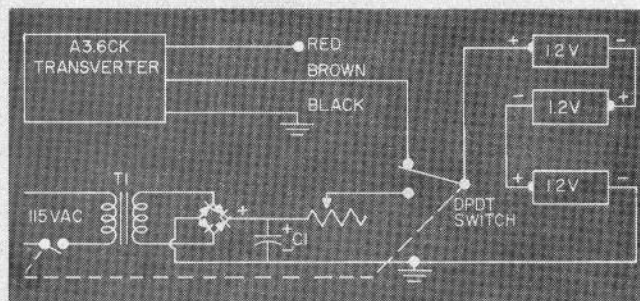 A3.6CK
TRANSVERTER
RED
BROWN
BLACK
+ -
1.2V
- +
1.2V
+ -
1.2V
T1
115VAC
+
+
C1
-
DPDT
SWITCH